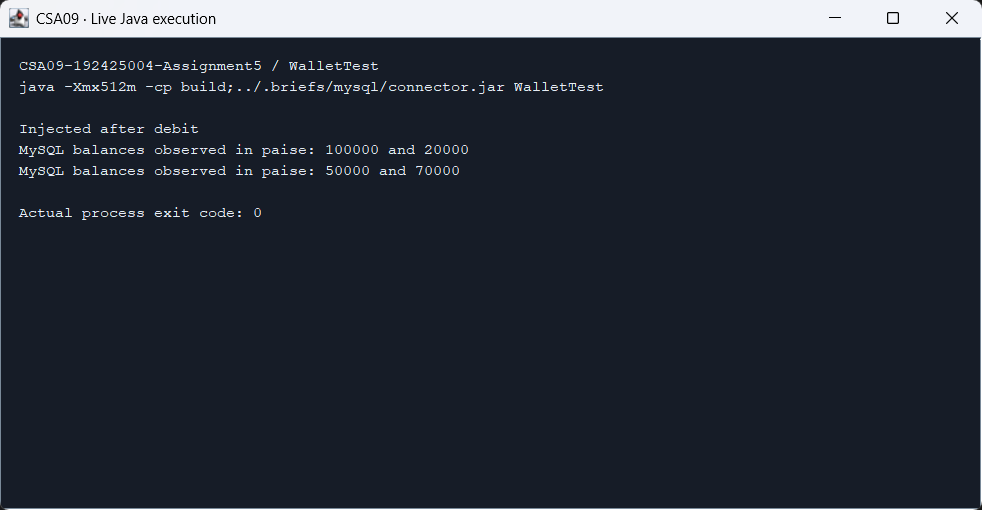 CSA09 · Live Java execution
CSA09-192425004-Assignment5 / WalletTest
java -Xmx512m -cp build;../.briefs/mysql/connector.jar WalletTest
Injected after debit
MySQL balances observed in paise: 100000 and 20000
MySQL balances observed in paise: 50000 and 70000
Actual process exit code: 0